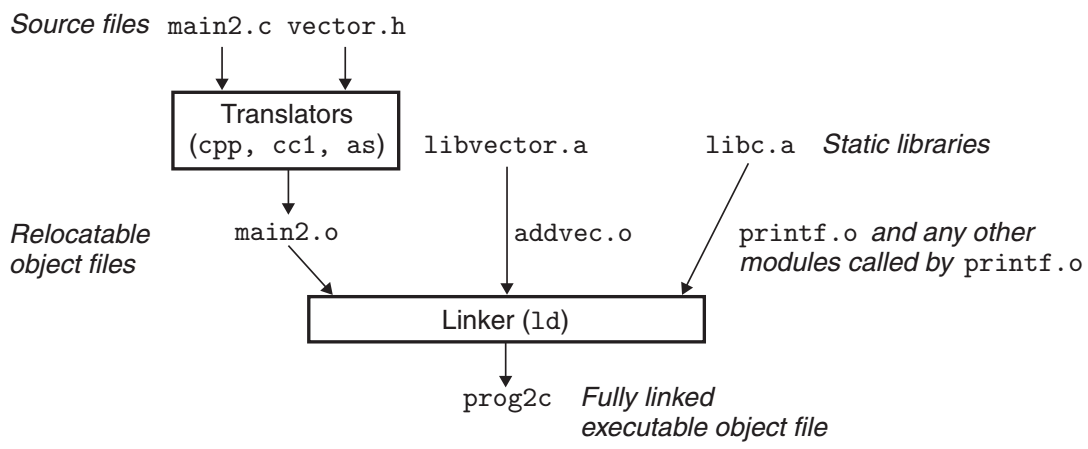 Source files main2.c vector.h
Translators
(cpp, cc1, as)
libvector.a
libc.a Static libraries
Relocatable
object files
main2.o
addvec.o
printf.o and any other
modules called by printf.o
Linker (ld)
prog2c
Fully linked
executable object file